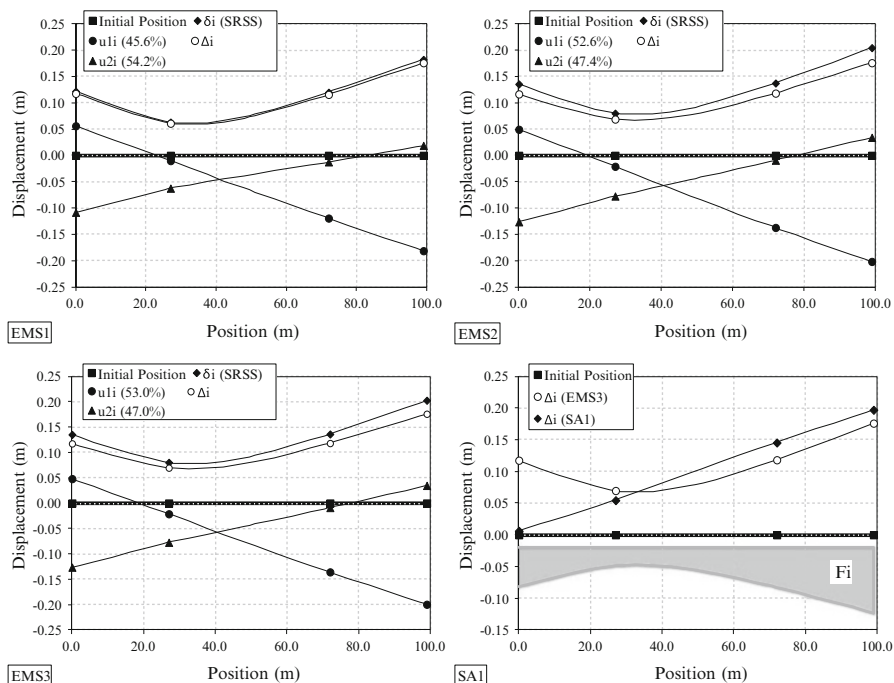 Initial Position
δi (SRSS)
u1i (45.6%)
Δi
u2i (54.2%)
0.25
0.20
0.15
0.10
0.05
0.00
-0.05
-0.10
-0.15
-0.20
-0.25
Displacement (m)
0.0 20.0 40.0 60.0 80.0 100.0
Position (m)
EMS1
Initial Position
δi (SRSS)
u1i (52.6%)
Δi
u2i (47.4%)
0.25
0.20
0.15
0.10
0.05
0.00
-0.05
-0.10
-0.15
-0.20
-0.25
Displacement (m)
0.0 20.0 40.0 60.0 80.0 100.0
Position (m)
EMS2
Initial Position
δi (SRSS)
u1i (53.0%)
Δi
u2i (47.0%)
0.25
0.20
0.15
0.10
0.05
0.00
-0.05
-0.10
-0.15
-0.20
-0.25
Displacement (m)
0.0 20.0 40.0 60.0 80.0 100.0
Position (m)
EMS3
Initial Position
Δi (EMS3)
Δi (SA1)
0.25
0.20
0.15
0.10
0.05
0.00
-0.05
-0.10
-0.15
Displacement (m)
Fi
0.0 20.0 40.0 60.0 80.0 100.0
Position (m)
SA1